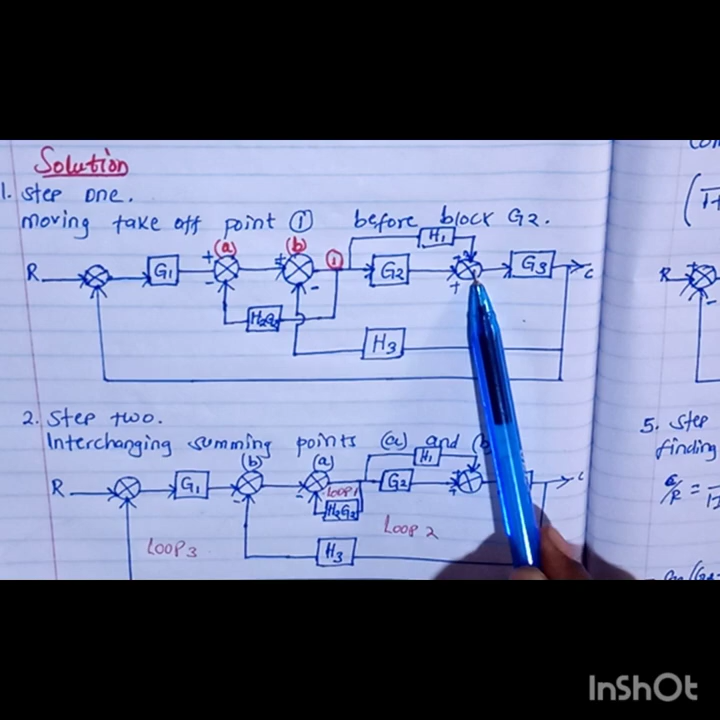 Solution
1. Step one.
moving take off point ① before block G2.
(a) (b) ① H1
R G1 G2 G3 C
H2G2
H3
2. Step two.
Interchanging summing points (a) and (b
(b) (a) H1
R G1 G2 C
LOOP1
H2G2
LOOP 2
LOOP 3 H3
5. Step
finding
R
InShOt